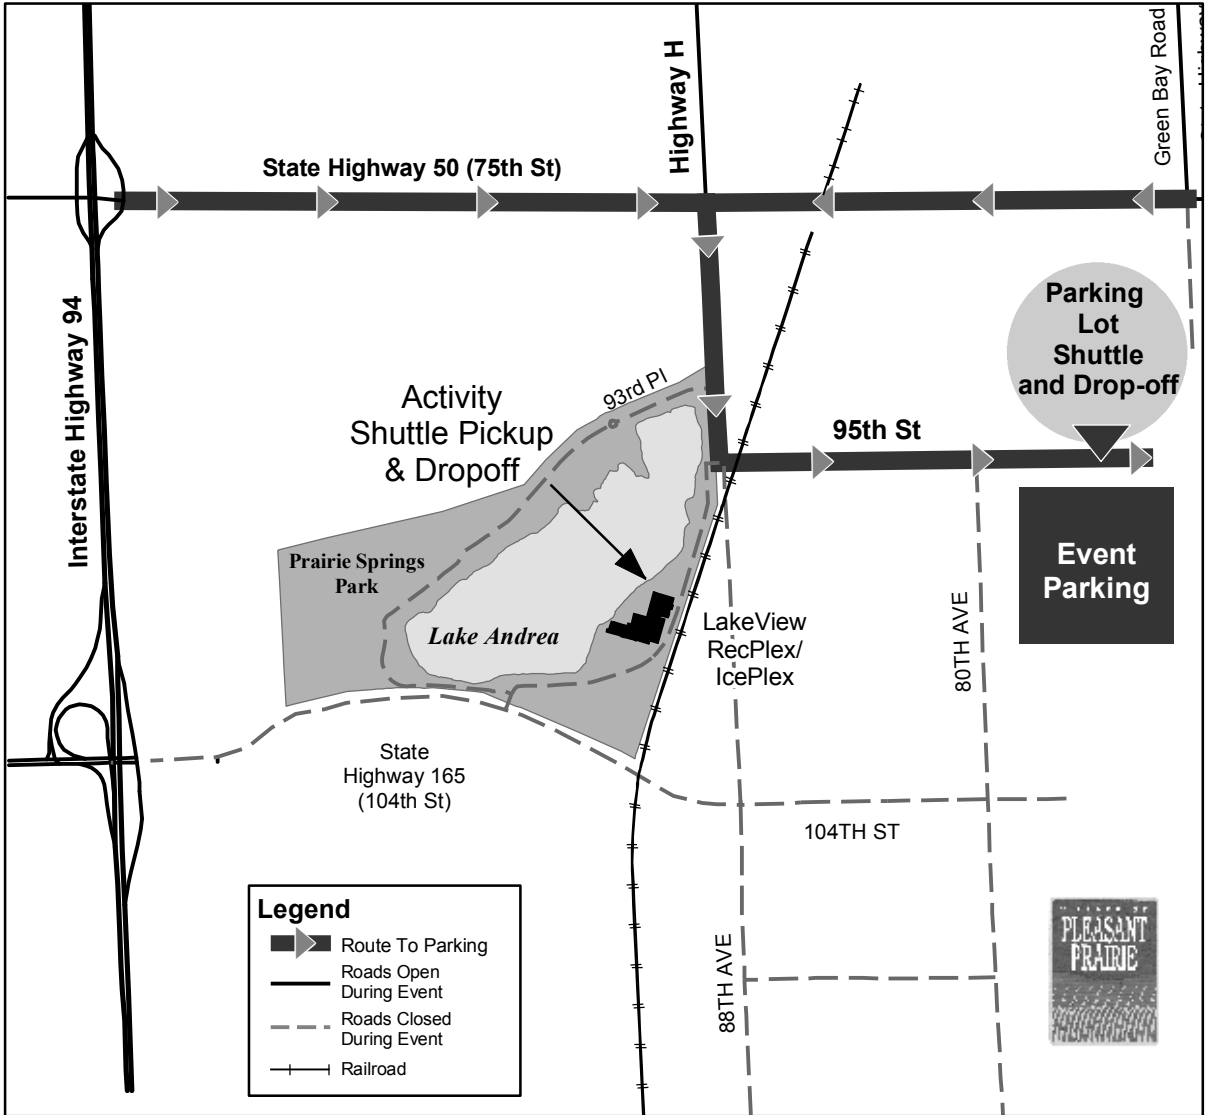 Highway H
Green Bay Road
State Highway 50 (75th St)
Interstate Highway 94
Parking
Lot
Shuttle
and Drop-off
93rd Pl
Activity
Shuttle Pickup
& Dropoff
95th St
Prairie Springs
Park
Event
Parking
Lake Andrea
LakeView
RecPlex/
IcePlex
80TH AVE
State
Highway 165
(104th St)
104TH ST
88TH AVE
Legend
Route To Parking
Roads Open
During Event
Roads Closed
During Event
Railroad
PLEASANT
PRAIRIE